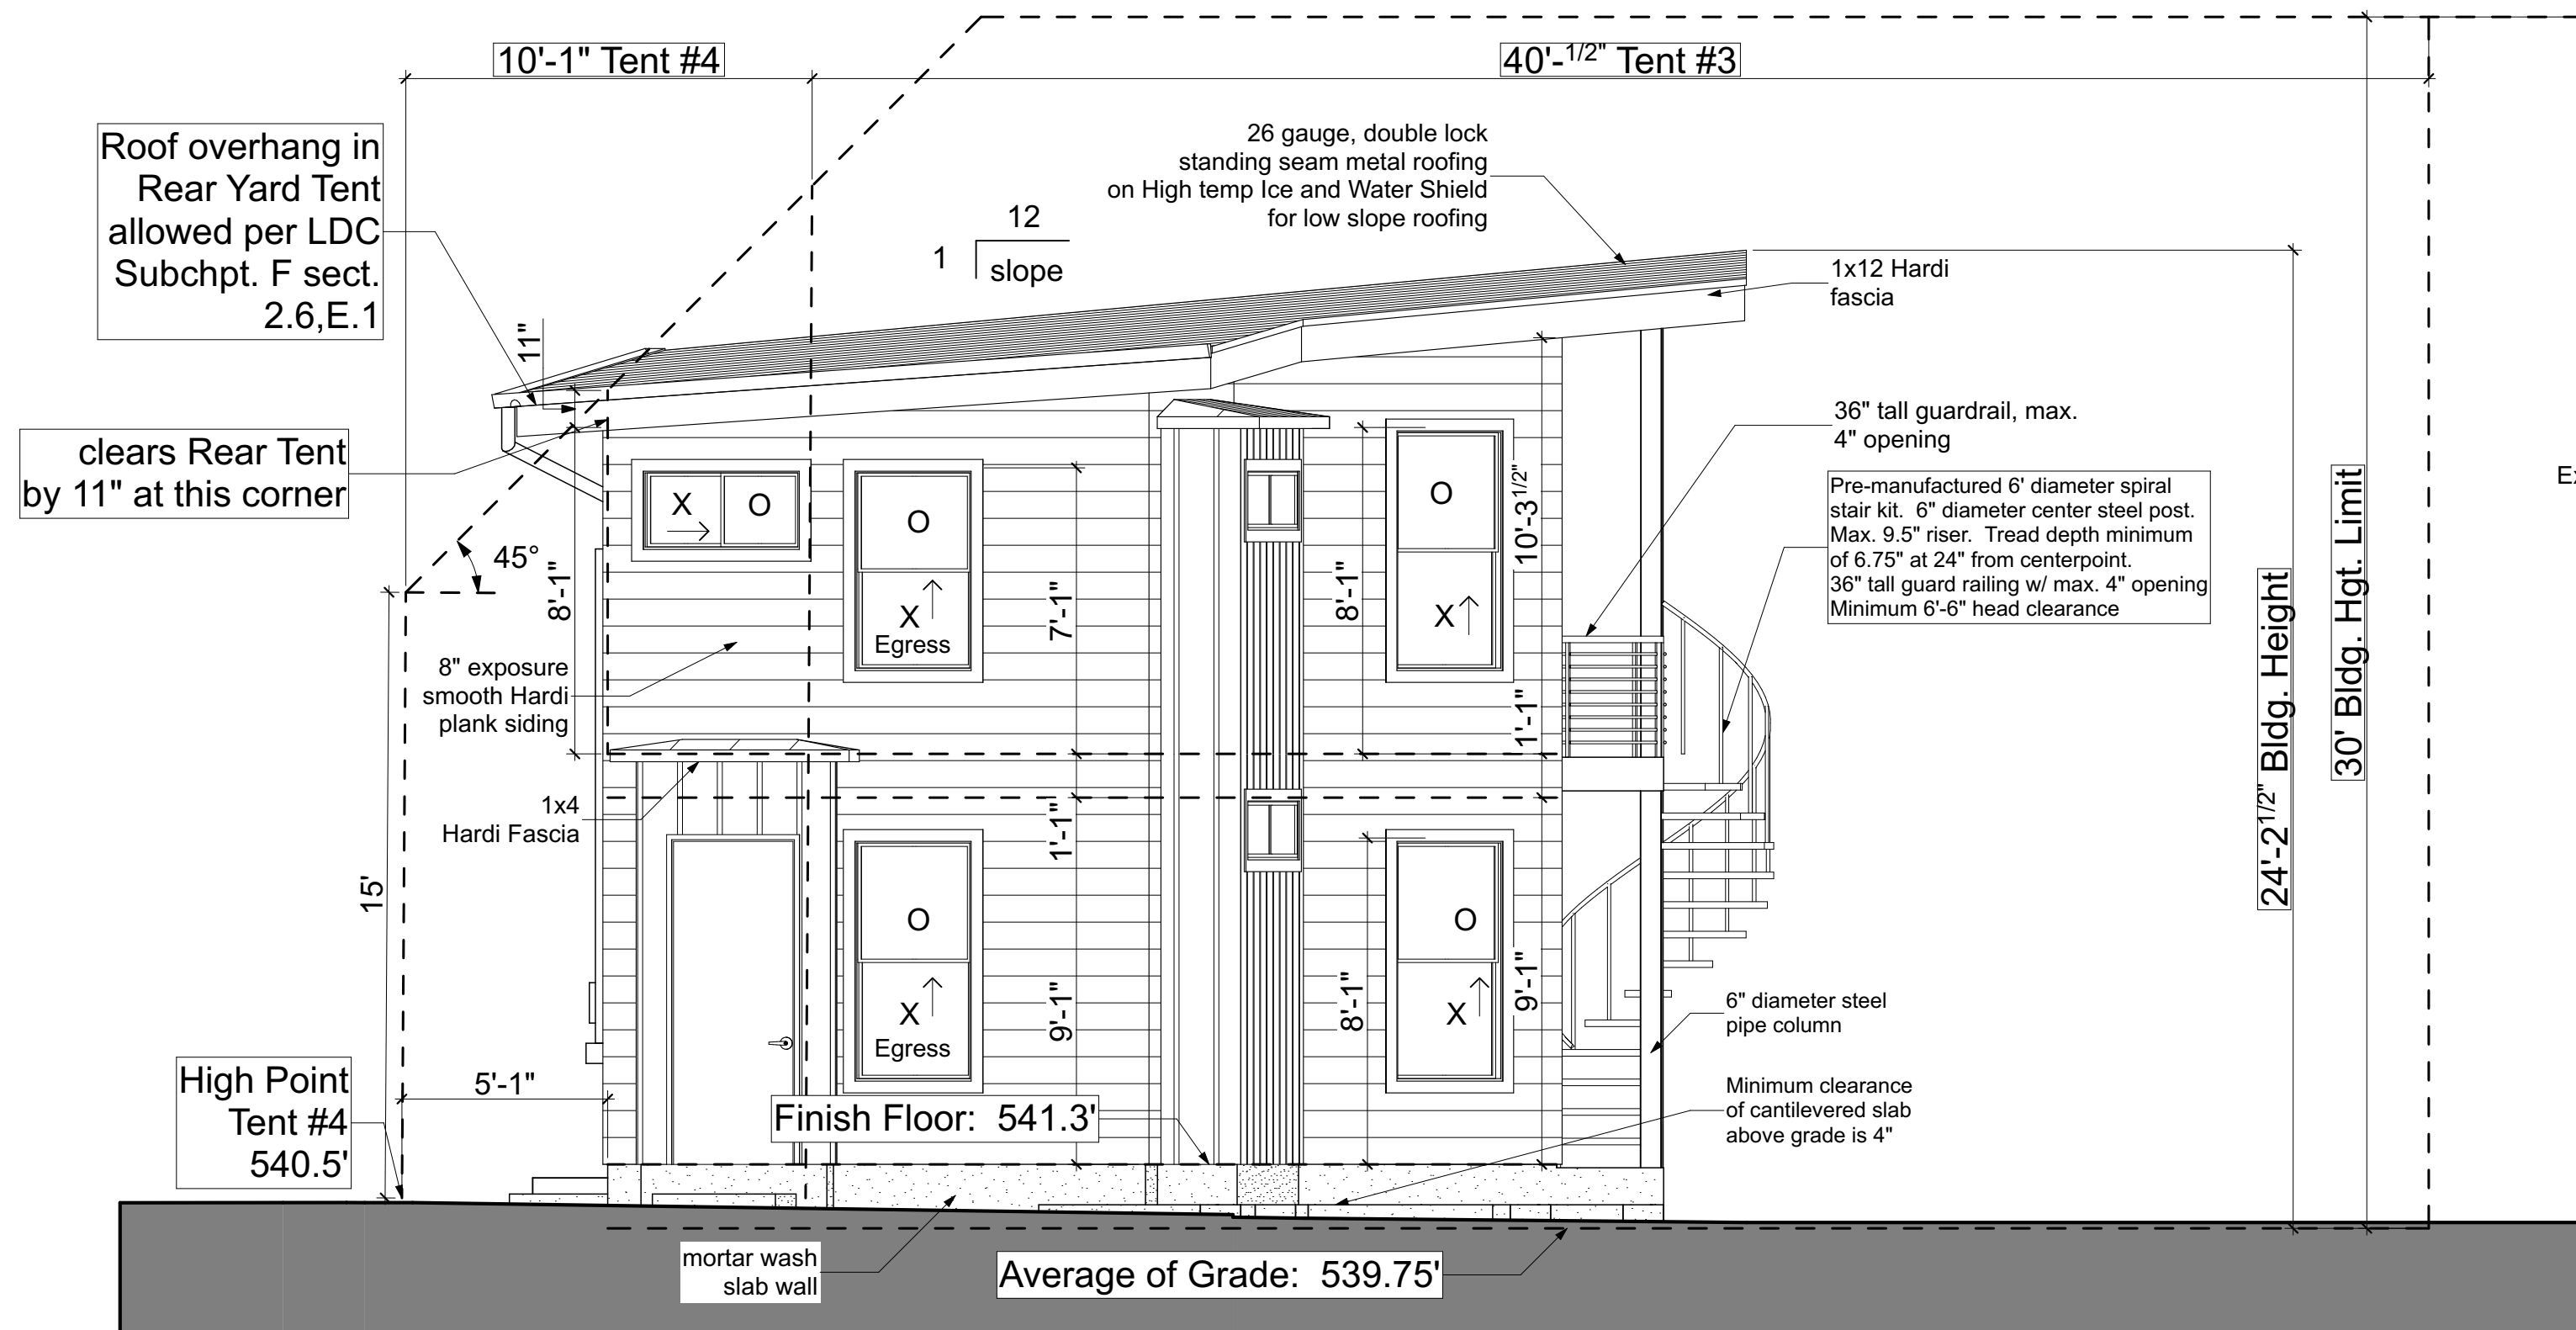 10'-1" Tent #4
40'-1/2" Tent #3
Roof overhang in
Rear Yard Tent
allowed per LDC
Subchpt. F sect.
2.6,E.1
26 gauge, double lock
standing seam metal roofing
on High temp Ice and Water Shield
for low slope roofing
12
1
slope
1x12 Hardi
fascia
11"
clears Rear Tent
by 11" at this corner
36" tall guardrail, max.
4" opening
Pre-manufactured 6' diameter spiral
stair kit. 6" diameter center steel post.
Max. 9.5" riser. Tread depth minimum
of 6.75" at 24" from centerpoint.
36" tall guard railing w/ max. 4" opening
Minimum 6'-6" head clearance
Ex
X
O
O
X
Egress
O
X
45°
8'-1"
7'-1"
8'-1"
10'-3 1/2"
1'-1"
24'-2 1/2" Bldg. Height
30' Bldg. Hgt. Limit
8" exposure
smooth Hardi
plank siding
1x4
Hardi Fascia
15'
1'-1"
9'-1"
8'-1"
9'-1"
O
X
Egress
O
X
6" diameter steel
pipe column
High Point
Tent #4
540.5'
5'-1"
Finish Floor: 541.3'
Minimum clearance
of cantilevered slab
above grade is 4"
mortar wash
slab wall
Average of Grade: 539.75'